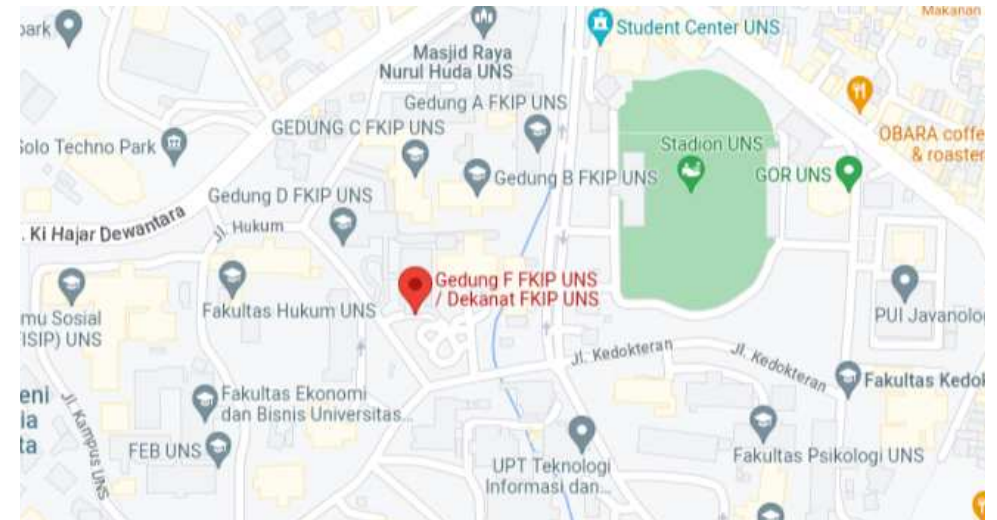 Makanan
park
Student Center UNS
Masjid Raya
Nurul Huda UNS
Gedung A FKIP UNS
GEDUNG C FKIP UNS
OBARA coffe
& roaster
Solo Techno Park
Stadion UNS
GOR UNS
Gedung B FKIP UNS
Gedung D FKIP UNS
. Ki Hajar Dewantara
Jl. Hukum
Gedung F FKIP UNS
/ Dekanat FKIP UNS
Fakultas Hukum UNS
mu Sosial
ISIP) UNS
PUI Javanolo
Jl. Kedokteran
Jl. Kedokteran
Fakultas Kedok
eni
ia
ta
Fakultas Ekonomi
dan Bisnis Universitas...
Jl. Kampus UNS
FEB UNS
UPT Teknologi
Informasi dan...
Fakultas Psikologi UNS